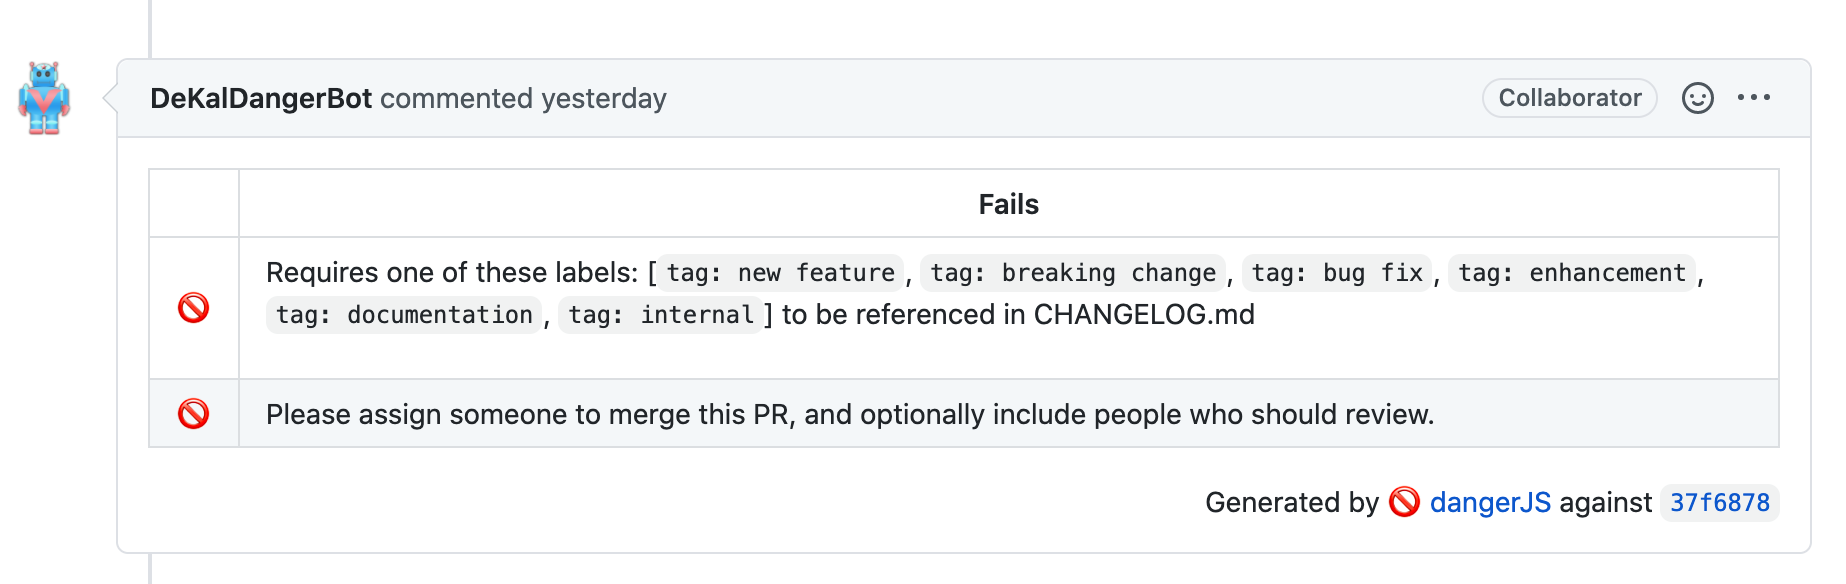 DeKalDangerBot commented yesterday
Collaborator
Fails
Requires one of these labels: [tag: new feature, tag: breaking change, tag: bug fix, tag: enhancement,
tag: documentation, tag: internal] to be referenced in CHANGELOG.md
Please assign someone to merge this PR, and optionally include people who should review.
Generated by 🚫 dangerJS against 37f6878